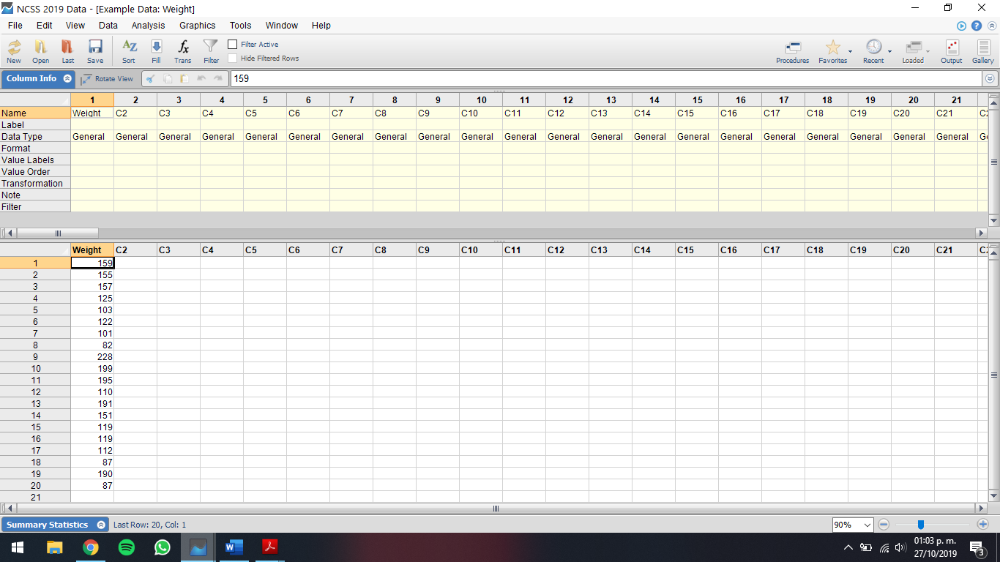 NCSS 2019 Data - [Example Data: Weight]
File Edit View Data Analysis Graphics Tools Window Help
New Open Last Save Sort Fill Trans Filter Filter Active Hide Filtered Rows Procedures Favorites Recent Loaded Output Gallery
Column Info Rotate View 159
1 2 3 4 5 6 7 8 9 10 11 12 13 14 15 16 17 18 19 20 21
Name Weight C2 C3 C4 C5 C6 C7 C8 C9 C10 C11 C12 C13 C14 C15 C16 C17 C18 C19 C20 C21
Label
Data Type General General General General General General General General General General General General General General General General General General General General General
Format
Value Labels
Value Order
Transformation
Note
Filter
Weight C2 C3 C4 C5 C6 C7 C8 C9 C10 C11 C12 C13 C14 C15 C16 C17 C18 C19 C20 C21
1 159
2 155
3 157
4 125
5 103
6 122
7 101
8 82
9 228
10 199
11 195
12 110
13 191
14 151
15 119
16 119
17 112
18 87
19 190
20 87
21
Summary Statistics Last Row: 20, Col: 1 90%
01:03 p. m.
27/10/2019
3